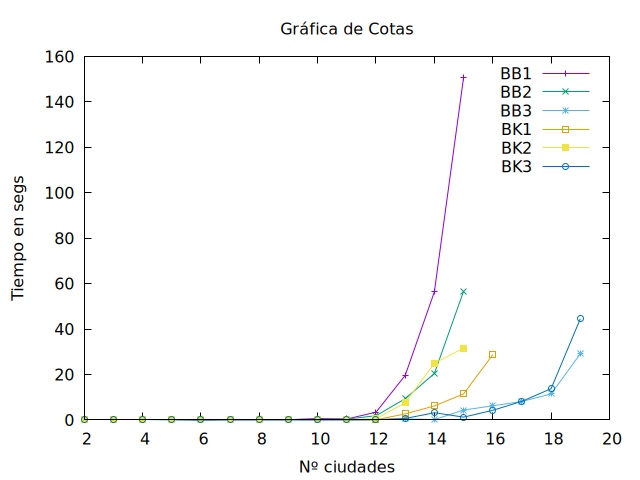 Gráfica de Cotas
160
140
120
100
80
60
40
20
0
Tiempo en segs
BB1
BB2
BB3
BK1
BK2
BK3
2 4 6 8 10 12 14 16 18 20
Nº ciudades